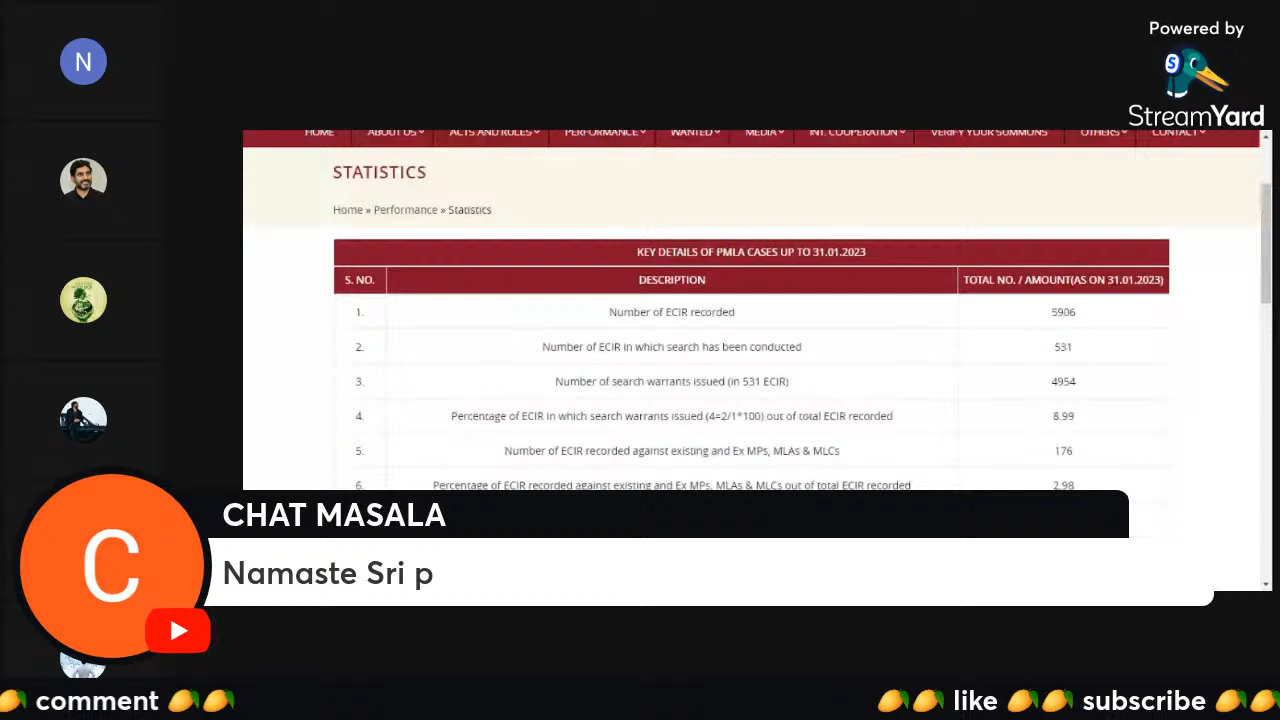 Powered by
StreamYard
N
HOME ABOUT US ACTS AND RULES PERFORMANCE WANTED MEDIA INT. COOPERATION VERIFY YOUR SUMMONS OTHERS CONTACT
STATISTICS
Home » Performance » Statistics
KEY DETAILS OF PMLA CASES UP TO 31.01.2023
S. NO. DESCRIPTION TOTAL NO. / AMOUNT(AS ON 31.01.2023)
1. Number of ECIR recorded 5906
2. Number of ECIR in which search has been conducted 531
3. Number of search warrants issued (in 531 ECIR) 4954
4. Percentage of ECIR in which search warrants issued (4=2/1*100) out of total ECIR recorded 8.99
5. Number of ECIR recorded against existing and Ex MPs, MLAs & MLCs 176
6. Percentage of ECIR recorded against existing and Ex MPs, MLAs & MLCs out of total ECIR recorded 2.98
CHAT MASALA
C
Namaste Sri p
🥭 comment 🥭🥭 🥭🥭 like 🥭🥭 subscribe 🥭🥭